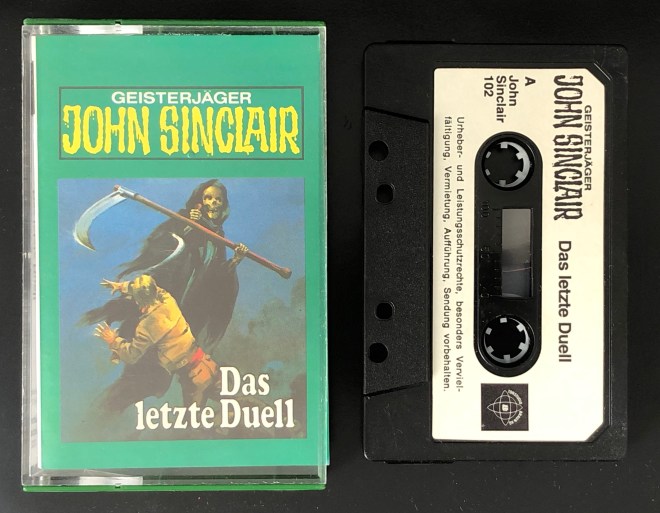 GEISTERJÄGER
JOHN SINCLAIR
Das
letzte Duell
GEISTERJÄGER
JOHN SINCLAIR
Das letzte Duell
A
John
Sinclair
102
Urheber- und Leistungsschutzrechte, besonders Verviel-
fältigung, Vermietung, Aufführung, Sendung vorbehalten.